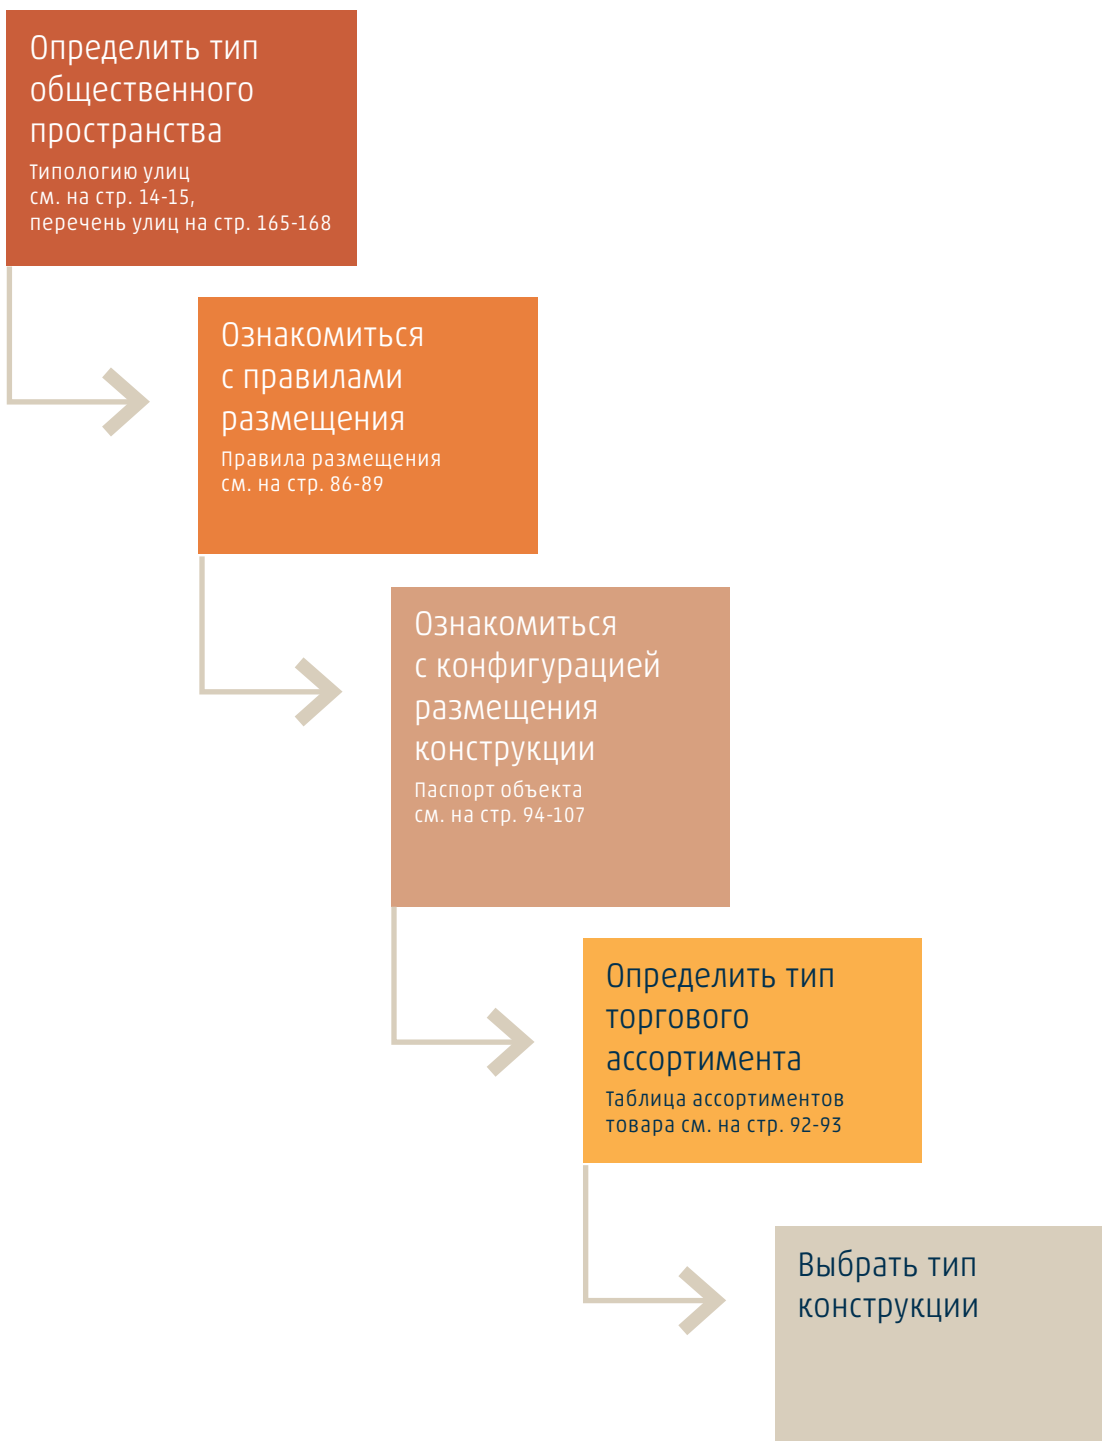 Определить тип
общественного
пространства
Типологию улиц
см. на стр. 14-15,
перечень улиц на стр. 165-168
Ознакомиться
с правилами
размещения
Правила размещения
см. на стр. 86-89
Ознакомиться
с конфигурацией
размещения
конструкции
Паспорт объекта
см. на стр. 94-107
Определить тип
торгового
ассортимента
Таблица ассортиментов
товара см. на стр. 92-93
Выбрать тип
конструкции